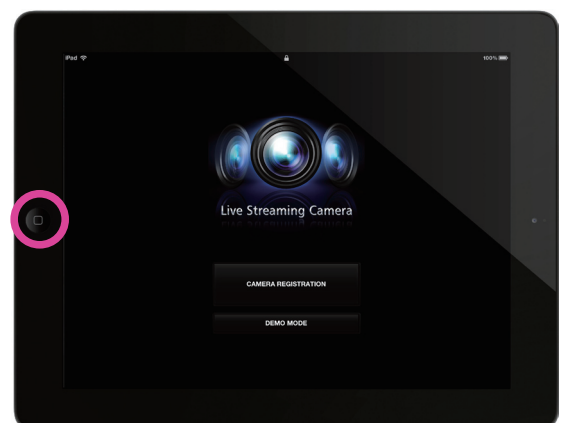 iPad
100%
Live Streaming Camera
CAMERA REGISTRATION
DEMO MODE